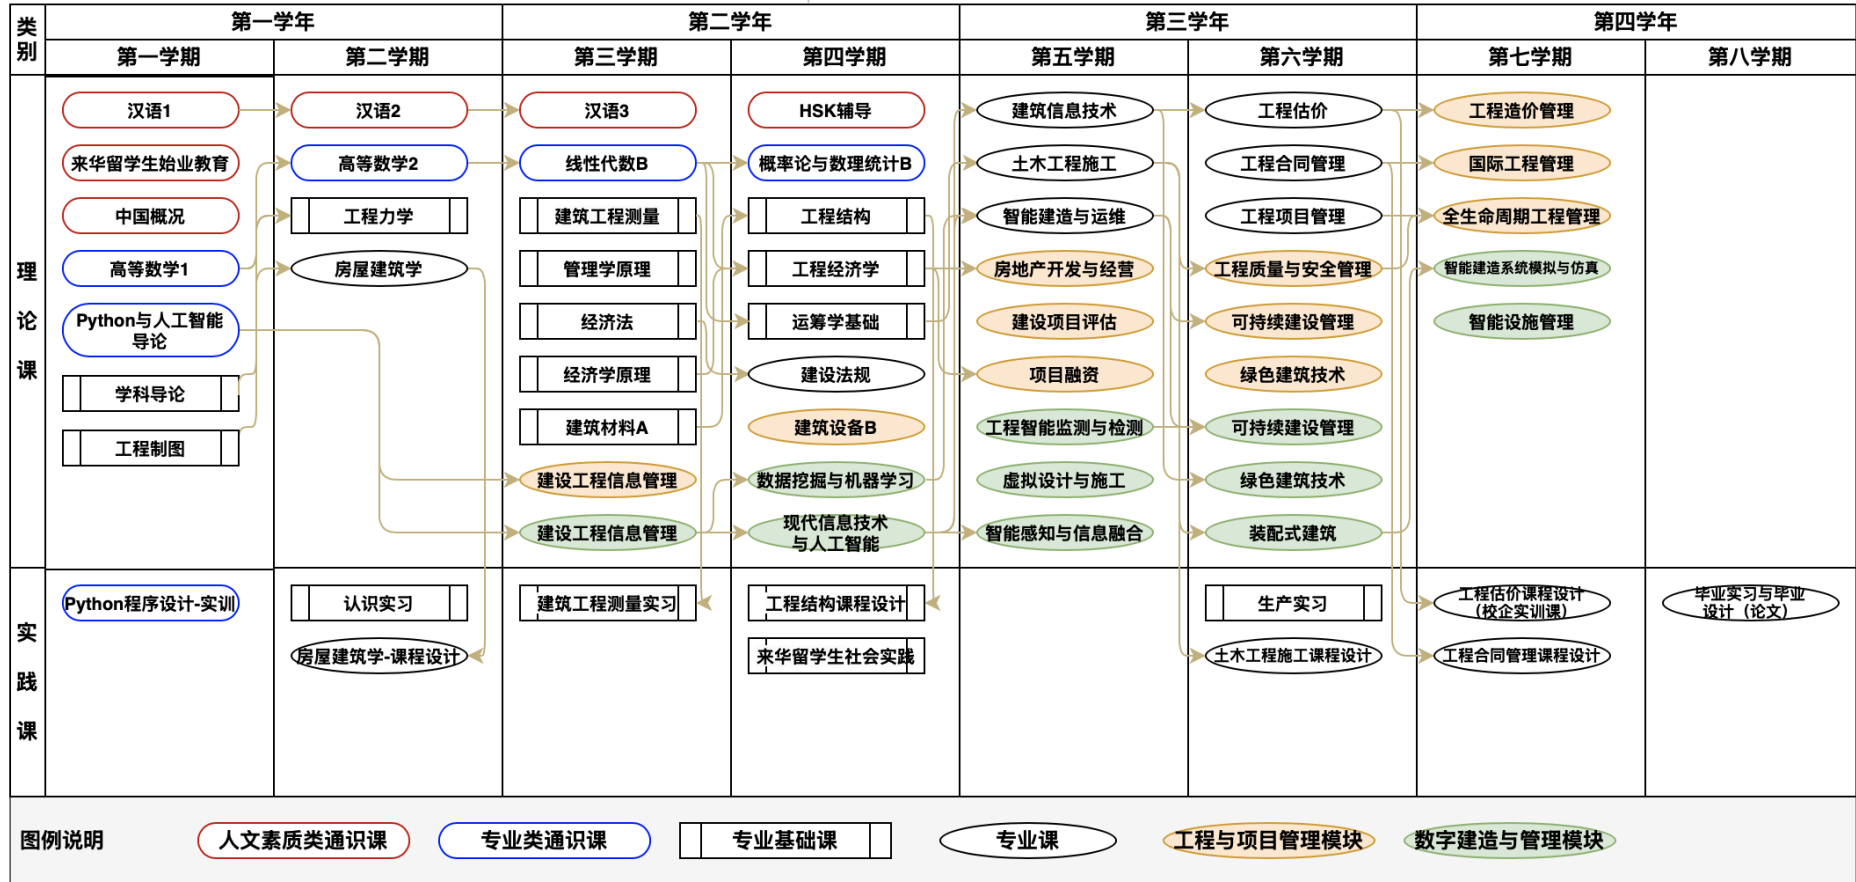 类别
第一学年
第二学年
第三学年
第四学年
第一学期
第二学期
第三学期
第四学期
第五学期
第六学期
第七学期
第八学期
理论课
汉语1
来华留学生始业教育
中国概况
高等数学1
Python与人工智能
导论
学科导论
工程制图
汉语2
高等数学2
工程力学
房屋建筑学
汉语3
线性代数B
建筑工程测量
管理学原理
经济法
经济学原理
建筑材料A
建设工程信息管理
建设工程信息管理
HSK辅导
概率论与数理统计B
工程结构
工程经济学
运筹学基础
建设法规
建筑设备B
数据挖掘与机器学习
现代信息技术
与人工智能
建筑信息技术
土木工程施工
智能建造与运维
房地产开发与经营
建设项目评估
项目融资
工程智能监测与检测
虚拟设计与施工
智能感知与信息融合
工程估价
工程合同管理
工程项目管理
工程质量与安全管理
可持续建设管理
绿色建筑技术
可持续建设管理
绿色建筑技术
装配式建筑
工程造价管理
国际工程管理
全生命周期工程管理
智能建造系统模拟与仿真
智能设施管理
实践课
Python程序设计-实训
认识实习
房屋建筑学-课程设计
建筑工程测量实习
工程结构课程设计
来华留学生社会实践
生产实习
土木工程施工课程设计
工程估价课程设计
（校企实训课）
工程合同管理课程设计
毕业实习与毕业
设计（论文）
图例说明
人文素质类通识课
专业类通识课
专业基础课
专业课
工程与项目管理模块
数字建造与管理模块